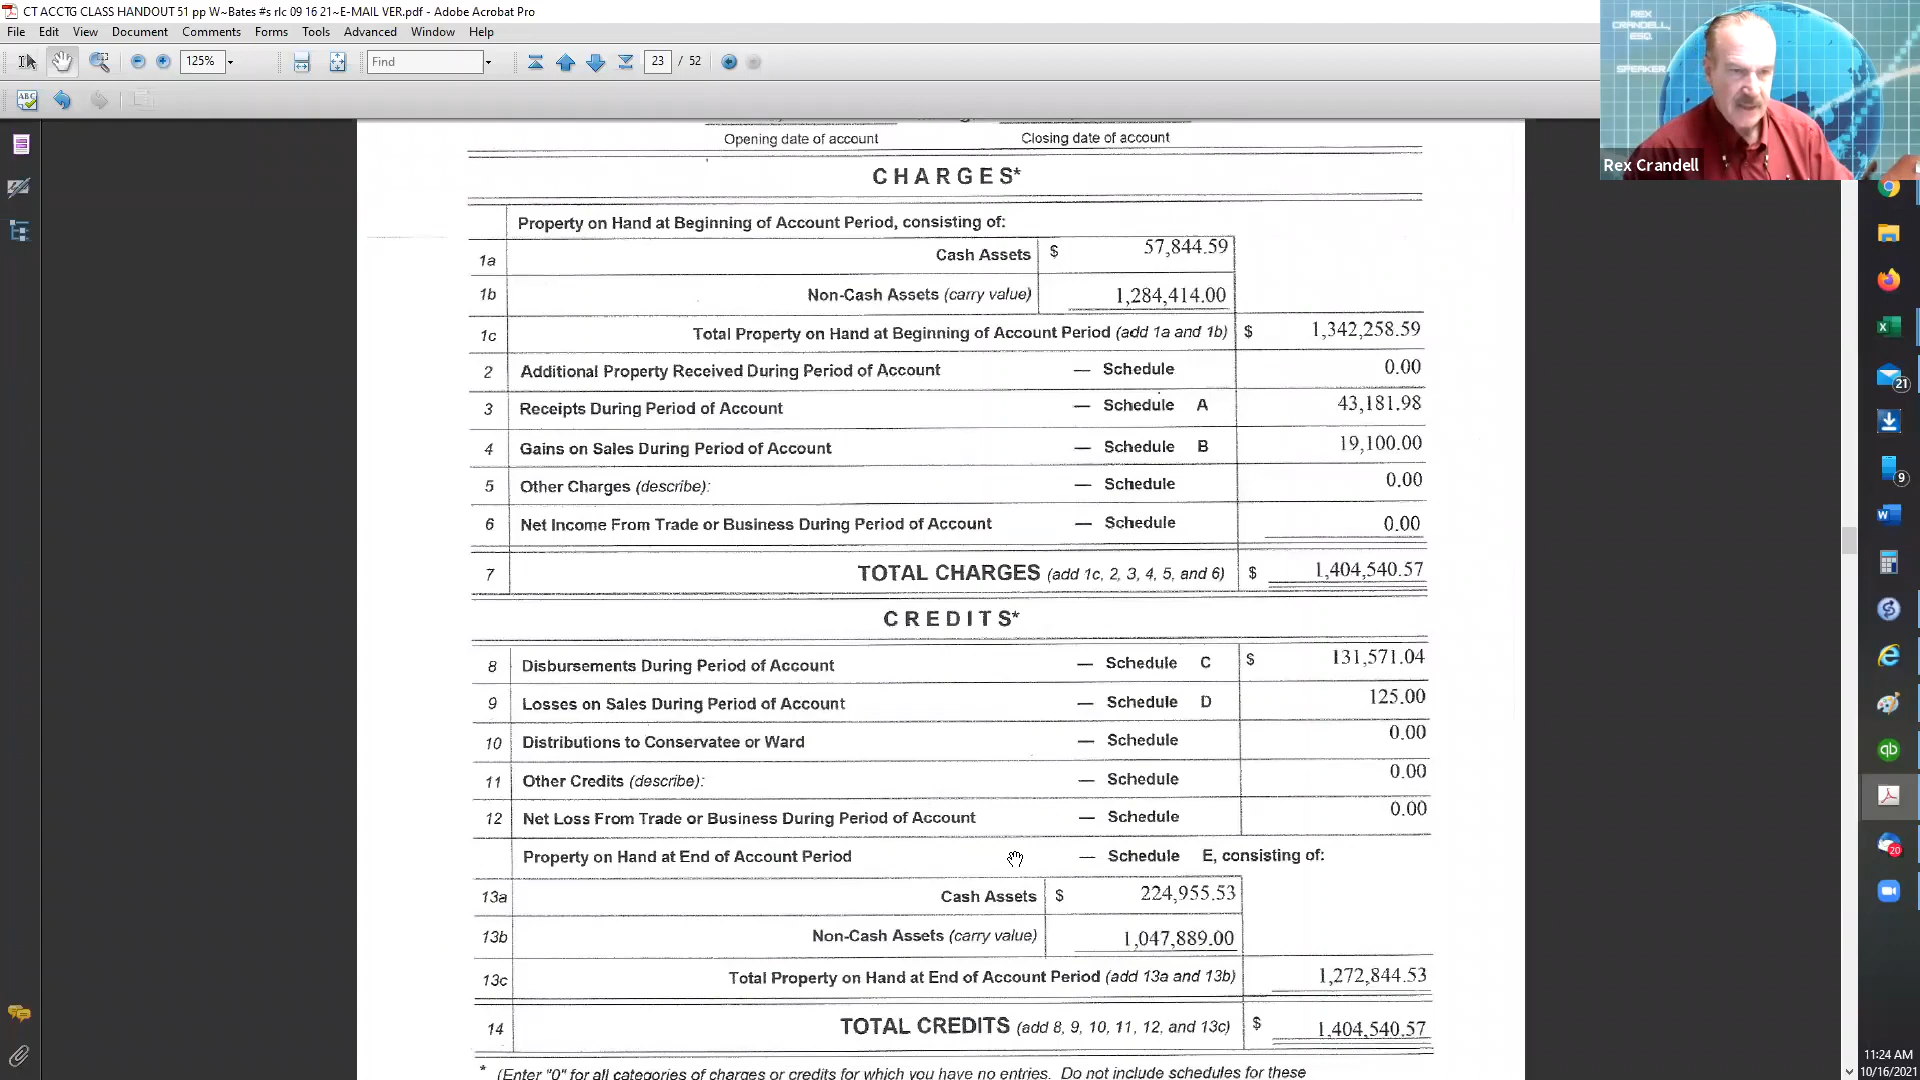 CT ACCTG CLASS HANDOUT 51 pp W~Bates #s rlc 09 16 21~E-MAIL VER.pdf - Adobe Acrobat Pro
File Edit View Document Comments Forms Tools Advanced Window Help
125% Find 23 / 52
REX CRANDELL, ESQ.
SPEAKER
Rex Crandell
Opening date of account Closing date of account
CHARGES*
Property on Hand at Beginning of Account Period, consisting of:
1a Cash Assets $ 57,844.59
1b Non-Cash Assets (carry value) 1,284,414.00
1c Total Property on Hand at Beginning of Account Period (add 1a and 1b) $ 1,342,258.59
2 Additional Property Received During Period of Account — Schedule 0.00
3 Receipts During Period of Account — Schedule A 43,181.98
4 Gains on Sales During Period of Account — Schedule B 19,100.00
5 Other Charges (describe): — Schedule 0.00
6 Net Income From Trade or Business During Period of Account — Schedule 0.00
7 TOTAL CHARGES (add 1c, 2, 3, 4, 5, and 6) $ 1,404,540.57
CREDITS*
8 Disbursements During Period of Account — Schedule C $ 131,571.04
9 Losses on Sales During Period of Account — Schedule D 125.00
10 Distributions to Conservatee or Ward — Schedule 0.00
11 Other Credits (describe): — Schedule 0.00
12 Net Loss From Trade or Business During Period of Account — Schedule 0.00
Property on Hand at End of Account Period — Schedule E, consisting of:
13a Cash Assets $ 224,955.53
13b Non-Cash Assets (carry value) 1,047,889.00
13c Total Property on Hand at End of Account Period (add 13a and 13b) 1,272,844.53
14 TOTAL CREDITS (add 8, 9, 10, 11, 12, and 13c) $ 1,404,540.57
* (Enter "0" for all categories of charges or credits for which you have no entries. Do not include schedules for these
21
9
20
11:24 AM
10/16/2021